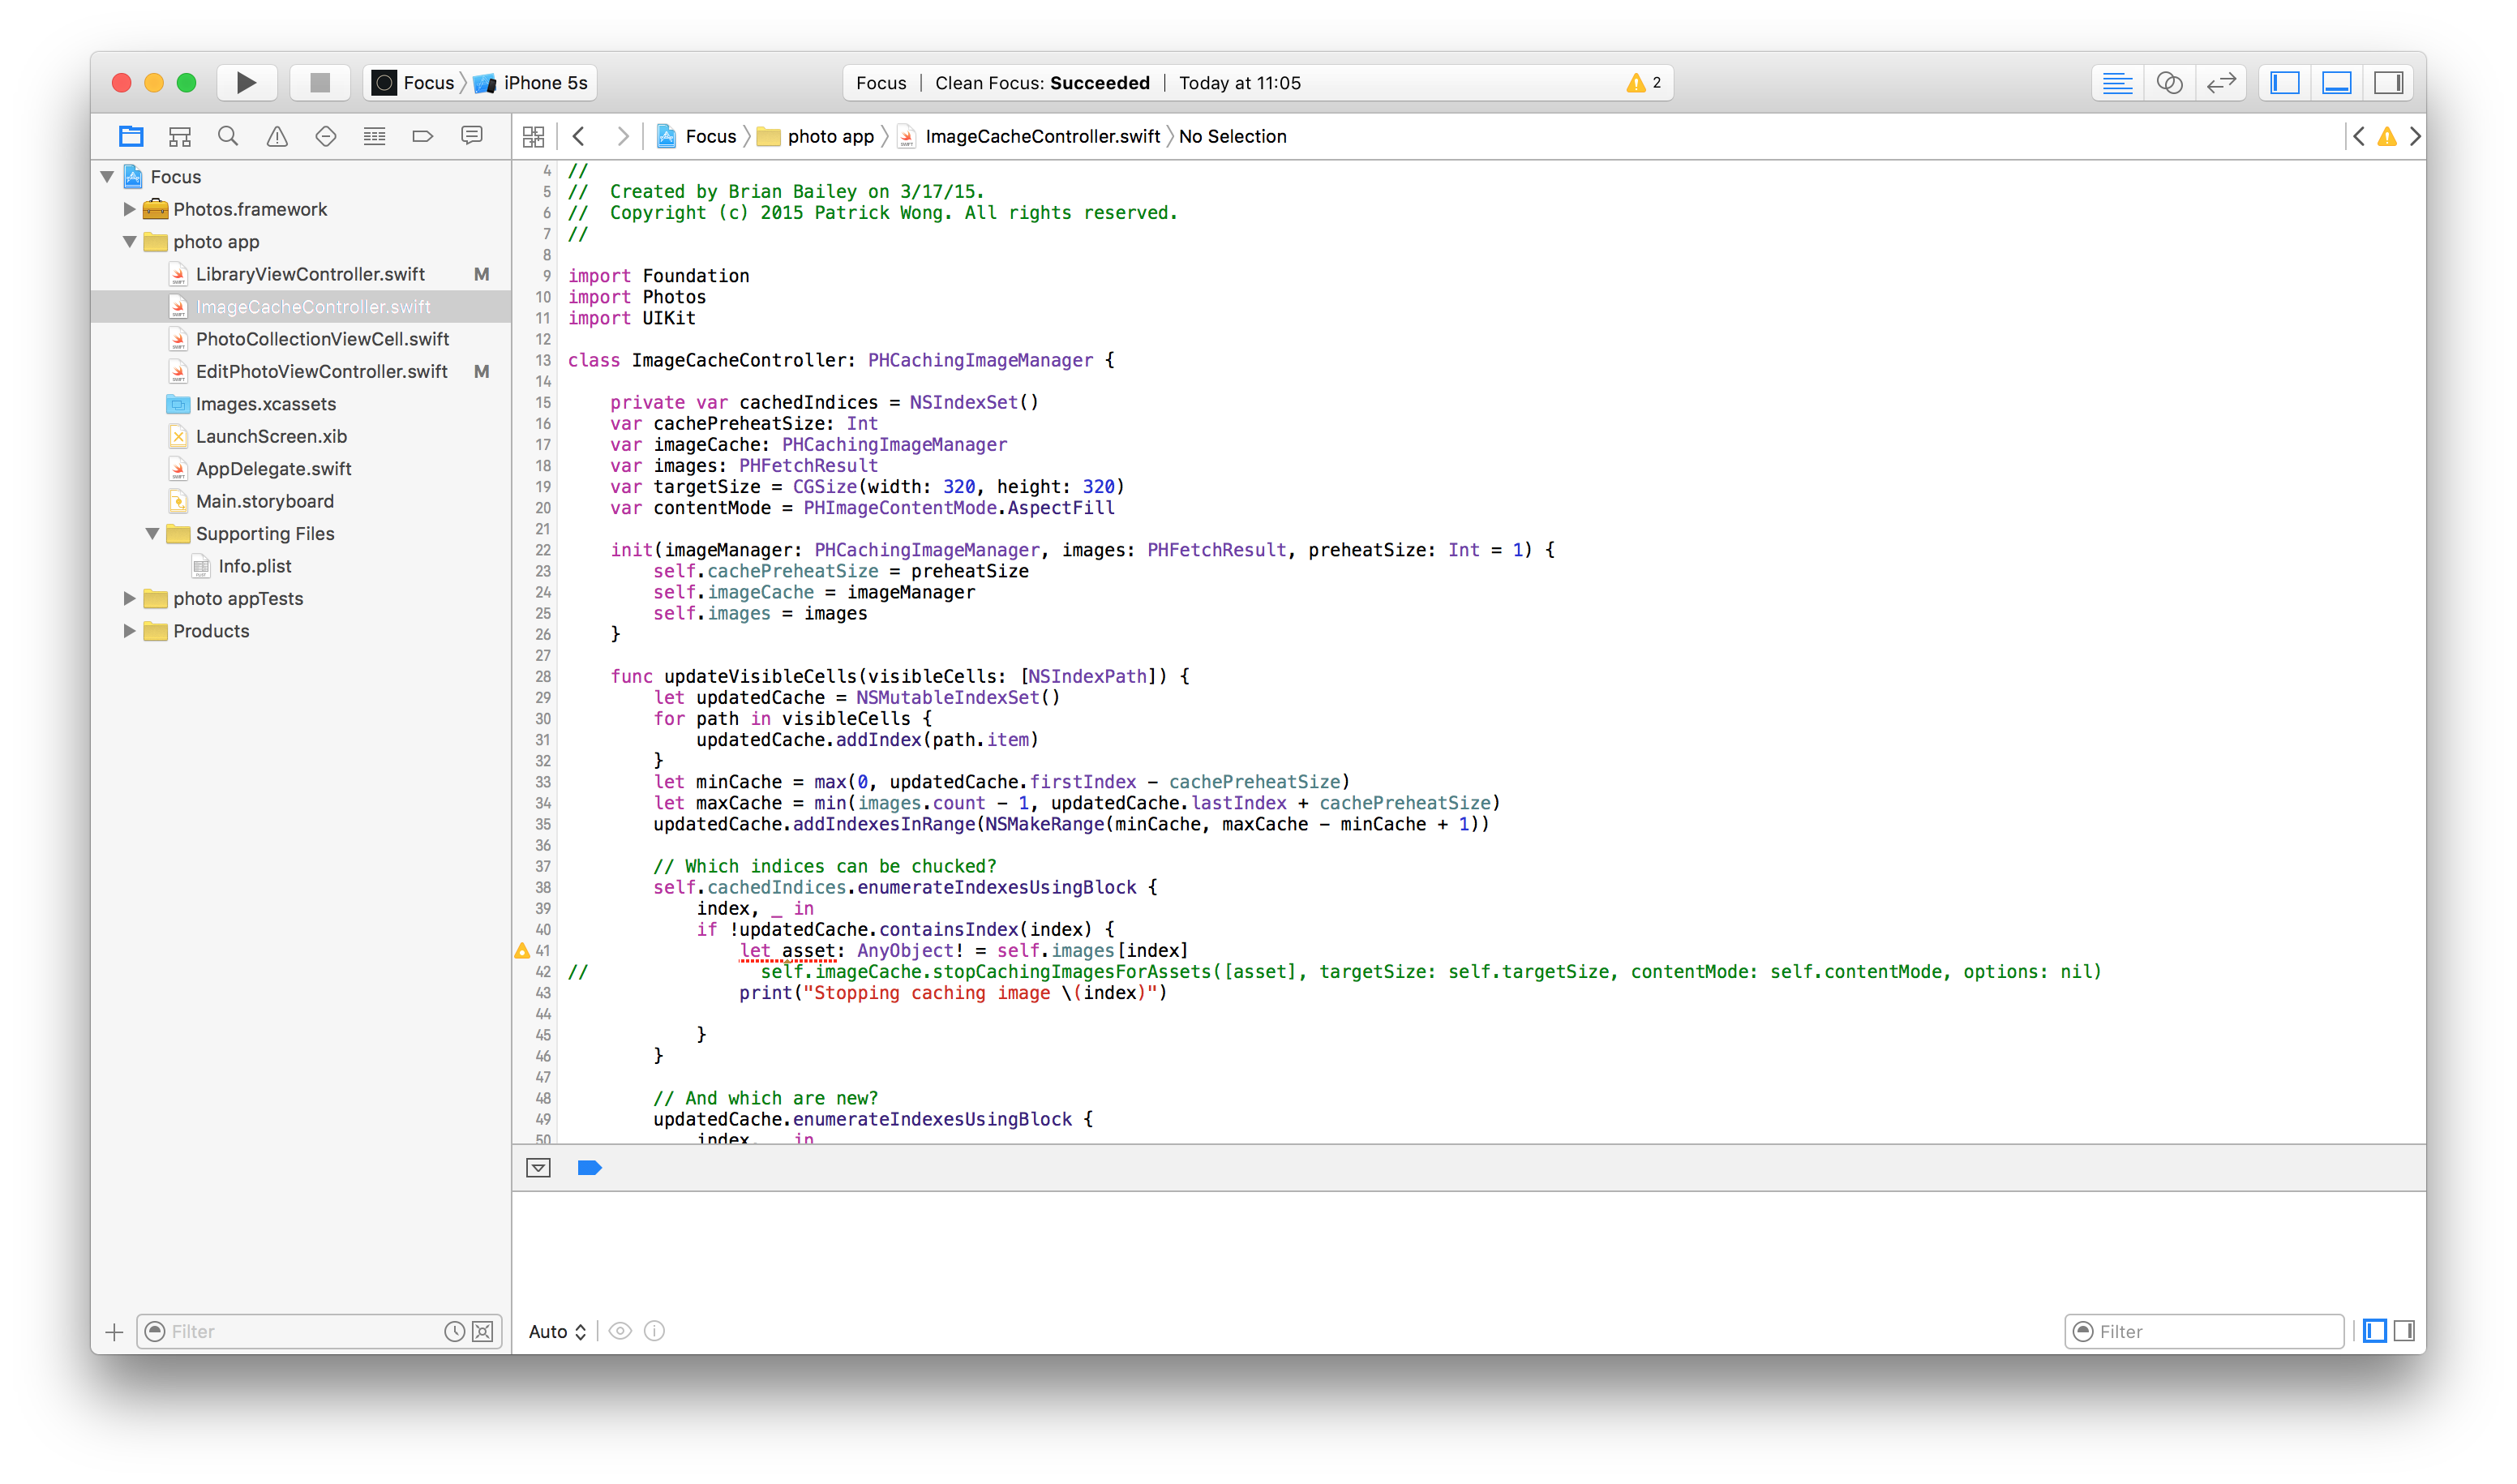 Focus 〉 iPhone 5s
Focus | Clean Focus: Succeeded | Today at 11:05
2
Focus 〉 photo app 〉 ImageCacheController.swift 〉 No Selection
Focus
Photos.framework
photo app
LibraryViewController.swift M
ImageCacheController.swift
PhotoCollectionViewCell.swift
EditPhotoViewController.swift M
Images.xcassets
LaunchScreen.xib
AppDelegate.swift
Main.storyboard
Supporting Files
Info.plist
photo appTests
Products
Filter
4 //
5 //  Created by Brian Bailey on 3/17/15.
6 //  Copyright (c) 2015 Patrick Wong. All rights reserved.
7 //
8
9 import Foundation
10 import Photos
11 import UIKit
12
13 class ImageCacheController: PHCachingImageManager {
14
15     private var cachedIndices = NSIndexSet()
16     var cachePreheatSize: Int
17     var imageCache: PHCachingImageManager
18     var images: PHFetchResult
19     var targetSize = CGSize(width: 320, height: 320)
20     var contentMode = PHImageContentMode.AspectFill
21
22     init(imageManager: PHCachingImageManager, images: PHFetchResult, preheatSize: Int = 1) {
23         self.cachePreheatSize = preheatSize
24         self.imageCache = imageManager
25         self.images = images
26     }
27
28     func updateVisibleCells(visibleCells: [NSIndexPath]) {
29         let updatedCache = NSMutableIndexSet()
30         for path in visibleCells {
31             updatedCache.addIndex(path.item)
32         }
33         let minCache = max(0, updatedCache.firstIndex - cachePreheatSize)
34         let maxCache = min(images.count - 1, updatedCache.lastIndex + cachePreheatSize)
35         updatedCache.addIndexesInRange(NSMakeRange(minCache, maxCache - minCache + 1))
36
37         // Which indices can be chucked?
38         self.cachedIndices.enumerateIndexesUsingBlock {
39             index, _ in
40             if !updatedCache.containsIndex(index) {
41                 let asset: AnyObject! = self.images[index]
42 //                self.imageCache.stopCachingImagesForAssets([asset], targetSize: self.targetSize, contentMode: self.contentMode, options: nil)
43                 print("Stopping caching image \(index)")
44
45             }
46         }
47
48         // And which are new?
49         updatedCache.enumerateIndexesUsingBlock {
50             index, _ in
Auto
Filter